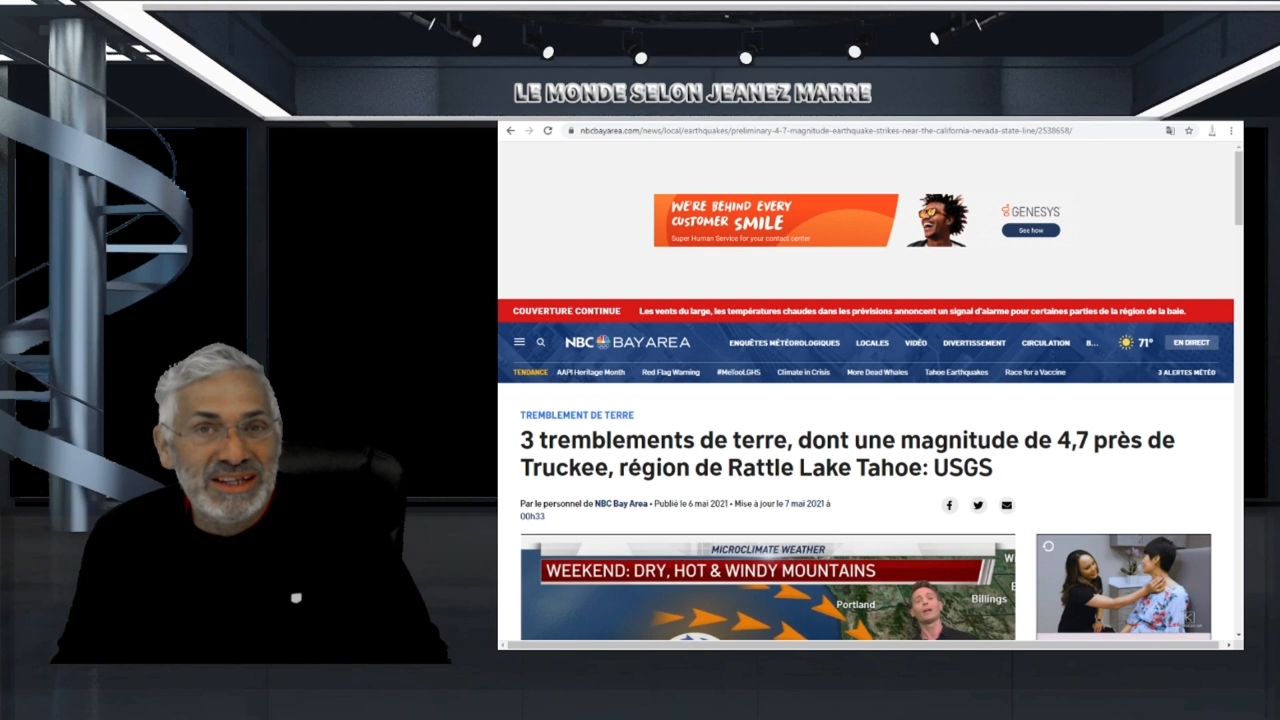 LE MONDE SELON JEANEZ MARRE
nbcbayarea.com/news/local/earthquakes/preliminary-4-7-magnitude-earthquake-strikes-near-the-california-nevada-state-line/2538658/
WE'RE BEHIND EVERY
CUSTOMER SMILE
Super Human Service for your contact center
GENESYS
See how
COUVERTURE CONTINUE Les vents du large, les températures chaudes dans les prévisions annoncent un signal d'alarme pour certaines parties de la région de la baie.
NBC BAY AREA ENQUÊTES MÉTÉOROLOGIQUES LOCALES VIDÉO DIVERTISSEMENT CIRCULATION B... 71° EN DIRECT
TENDANCE AAPI Heritage Month Red Flag Warning #MeTooLGHS Climate in Crisis More Dead Whales Tahoe Earthquakes Race for a Vaccine 3 ALERTES MÉTÉO
TREMBLEMENT DE TERRE
3 tremblements de terre, dont une magnitude de 4,7 près de
Truckee, région de Rattle Lake Tahoe: USGS
Par le personnel de NBC Bay Area • Publié le 6 mai 2021 • Mise à jour le 7 mai 2021 à
00h33
MICROCLIMATE WEATHER
WEEKEND: DRY, HOT & WINDY MOUNTAINS
Portland
Billings